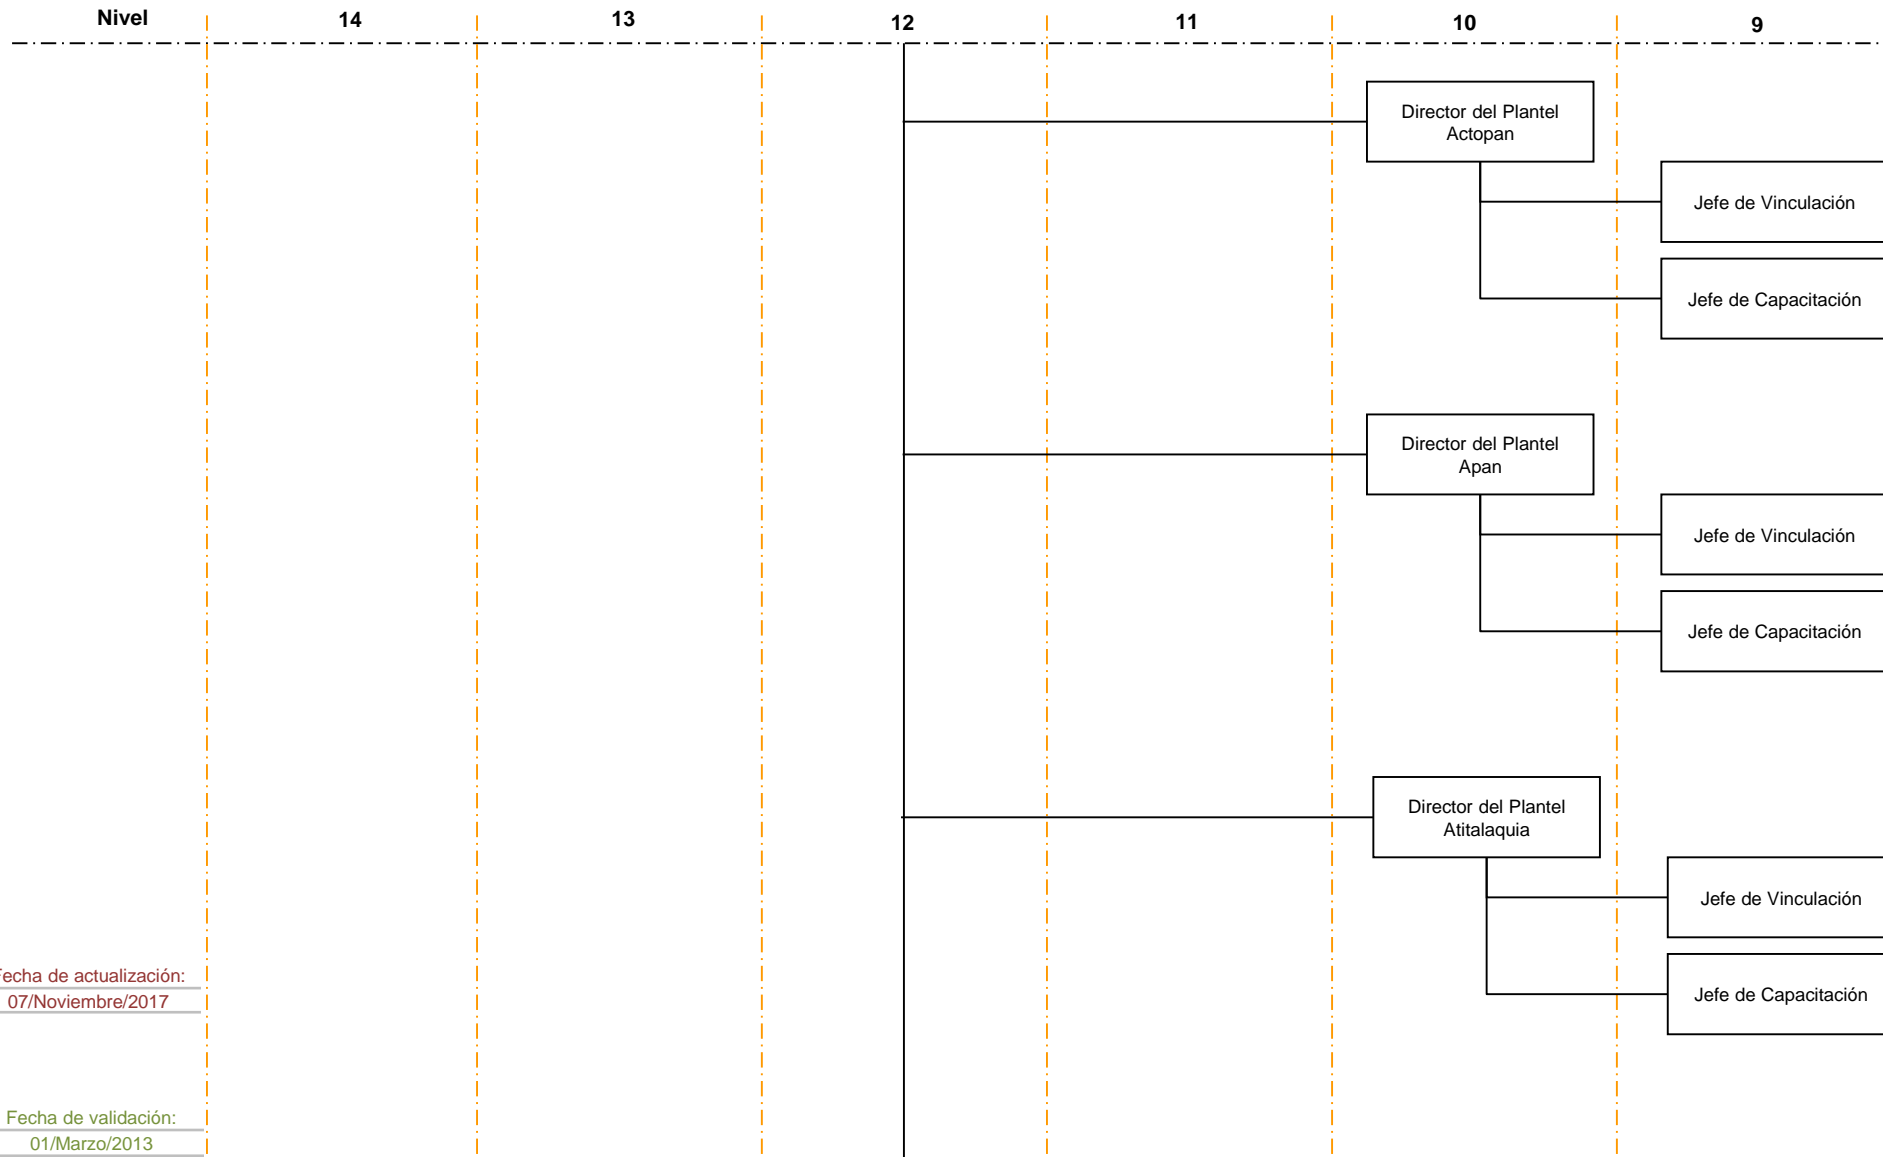 Nivel 14 13 12 11 10 9
Director del Plantel
Actopan
Jefe de Vinculación
Jefe de Capacitación
Director del Plantel
Apan
Jefe de Vinculación
Jefe de Capacitación
Director del Plantel
Atitalaquia
Jefe de Vinculación
Jefe de Capacitación
Fecha de actualización:
07/Noviembre/2017
Fecha de validación:
01/Marzo/2013